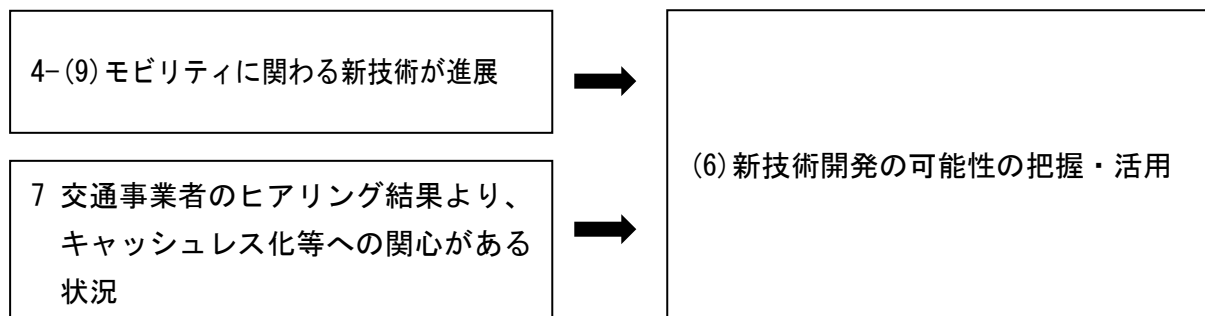 4-(9)モビリティに関わる新技術が進展
7 交通事業者のヒアリング結果より、
キャッシュレス化等への関心がある
状況
(6)新技術開発の可能性の把握・活用